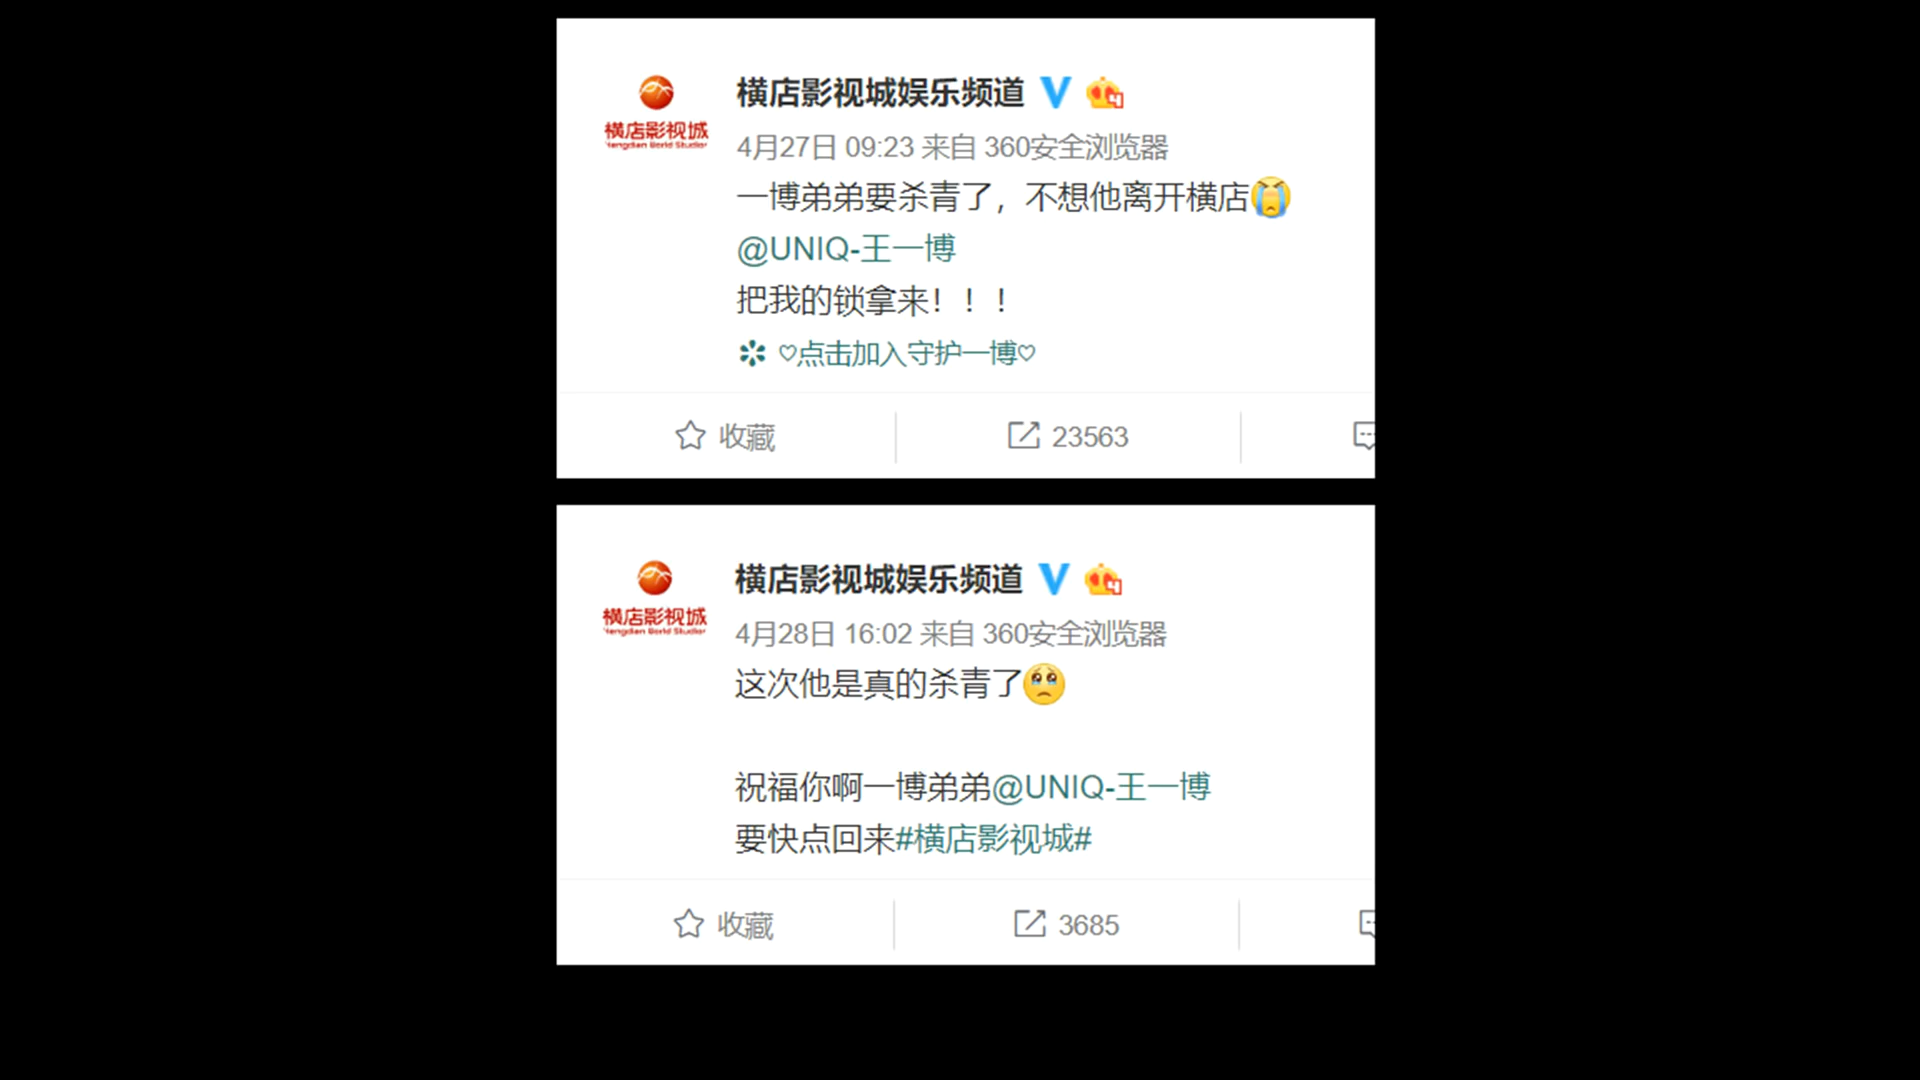 横店影视城娱乐频道
横店影视城
Hengdian World Studios
4月27日 09:23 来自 360安全浏览器
一博弟弟要杀青了，不想他离开横店
@UNIQ-王一博
把我的锁拿来！！！
♡点击加入守护一博♡
收藏
23563
横店影视城娱乐频道
横店影视城
Hengdian World Studios
4月28日 16:02 来自 360安全浏览器
这次他是真的杀青了
祝福你啊一博弟弟@UNIQ-王一博
要快点回来#横店影视城#
收藏
3685